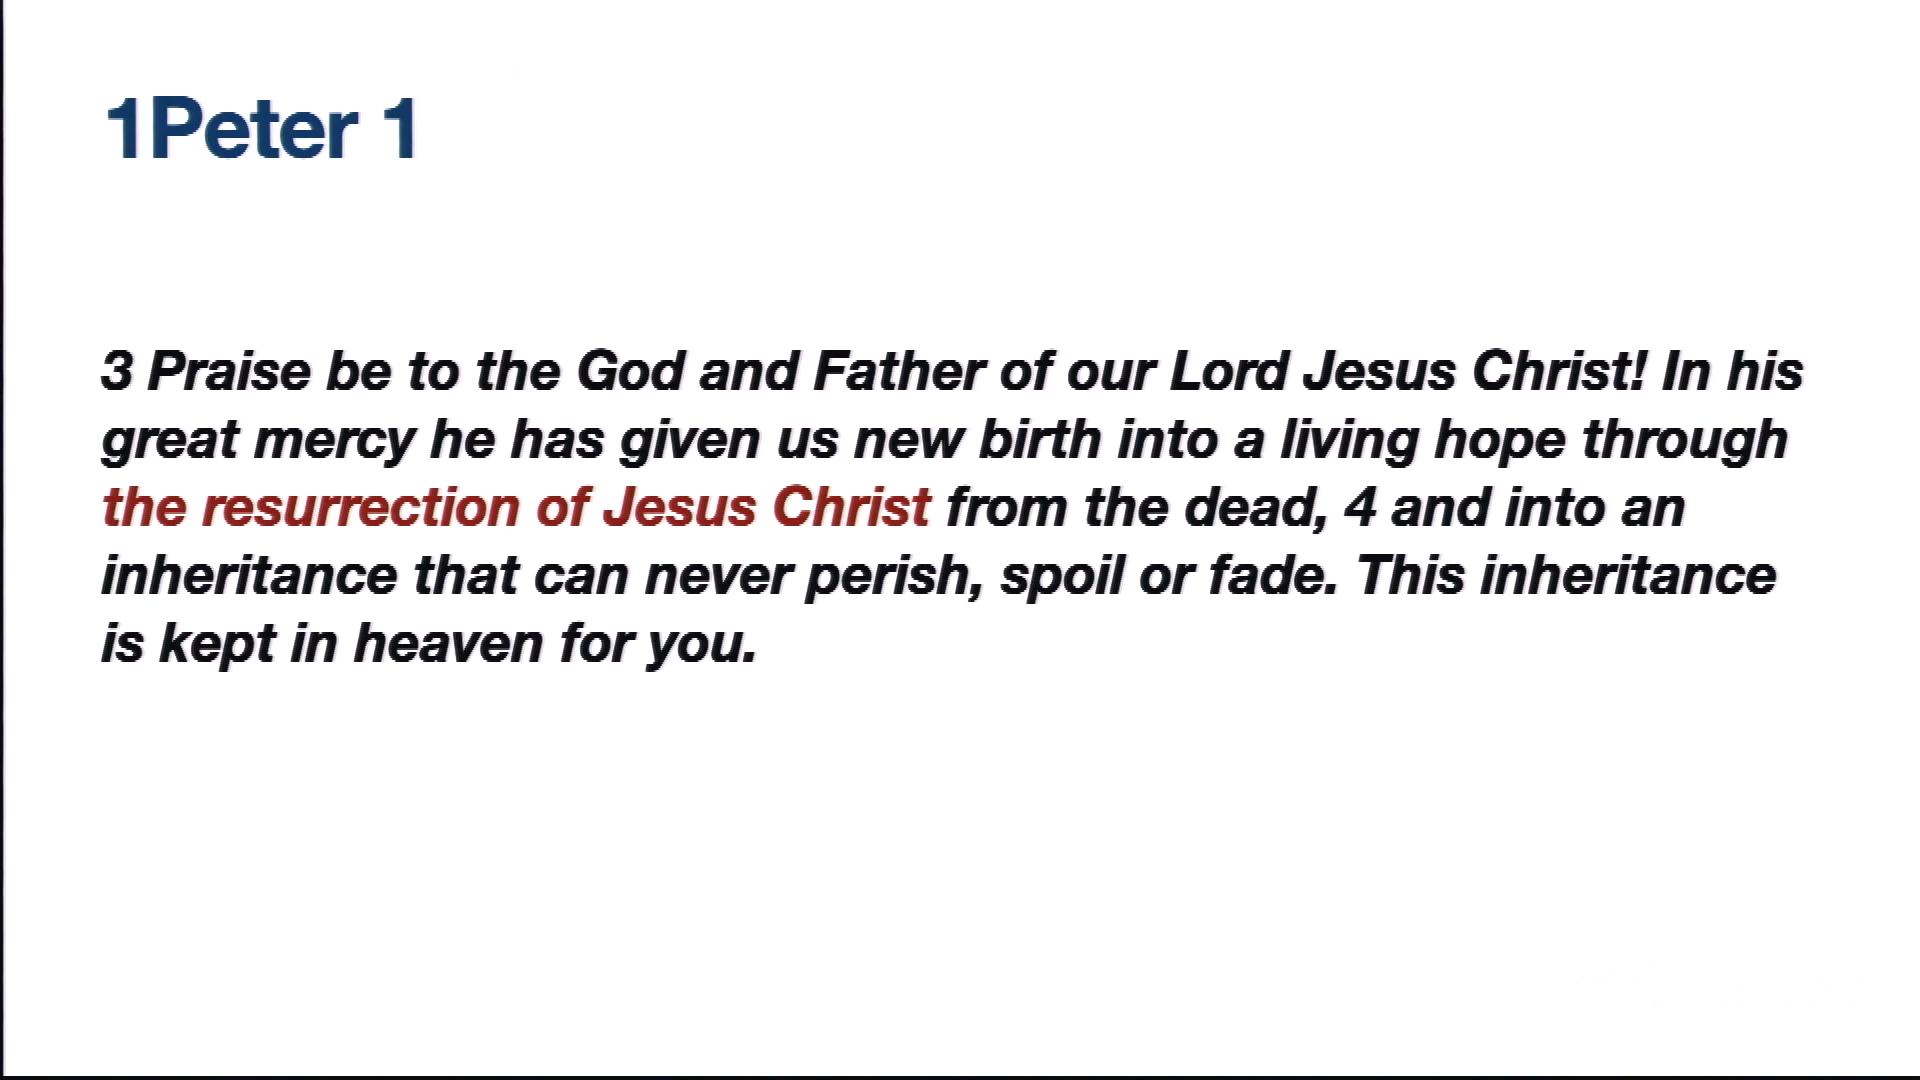 1Peter 1
3 Praise be to the God and Father of our Lord Jesus Christ! In his
great mercy he has given us new birth into a living hope through
the resurrection of Jesus Christ from the dead, 4 and into an
inheritance that can never perish, spoil or fade. This inheritance
is kept in heaven for you.